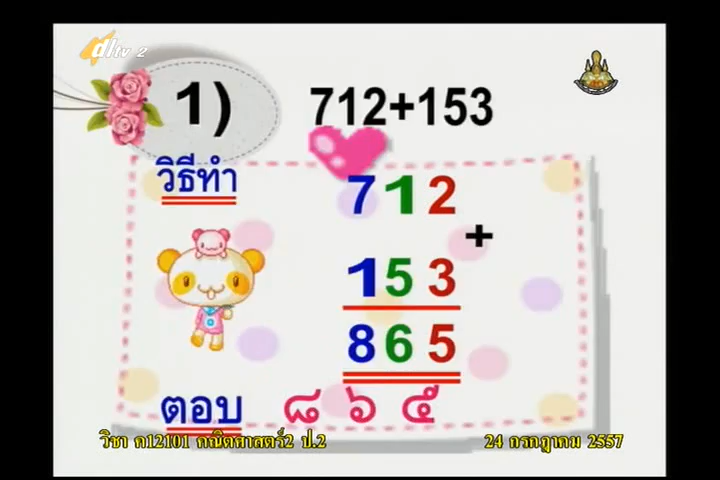 dltv 2
1) 712+153
วิธีทำ
712
+
153
865
ตอบ ๘ ๖ ๕
วิชา ค12101 คณิตศาสตร์2 ป.2 24 กรกฎาคม 2557